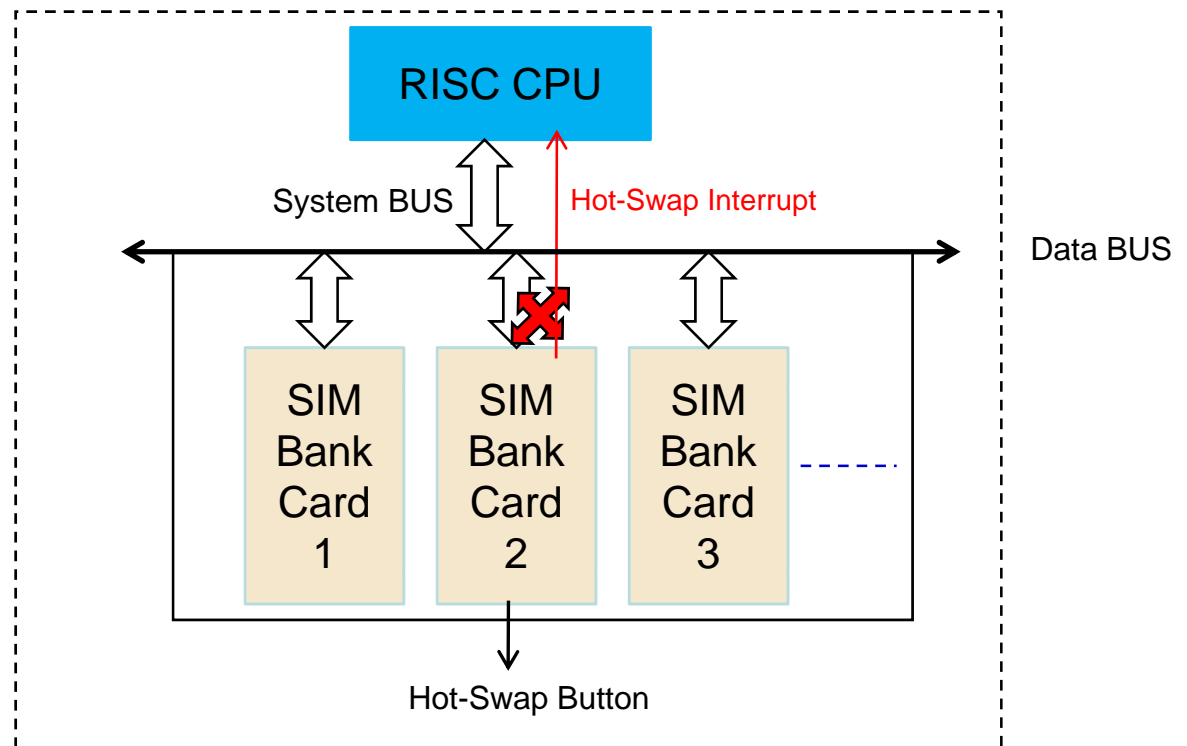 RISC CPU
System BUS
Hot-Swap Interrupt
Data BUS
SIM
Bank
Card
1
SIM
Bank
Card
2
SIM
Bank
Card
3
Hot-Swap Button